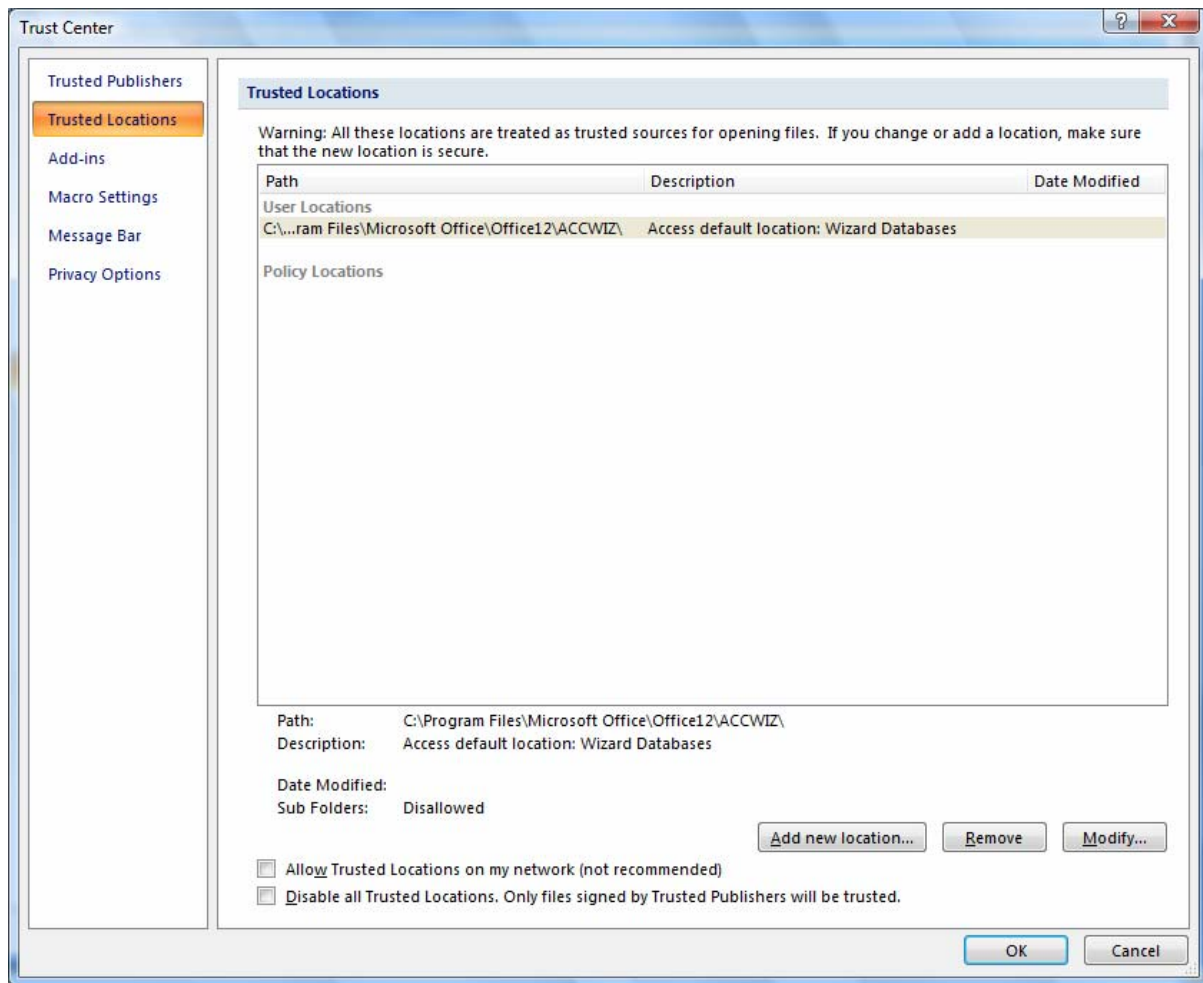 Trust Center
?
X
Trusted Publishers
Trusted Locations
Add-ins
Macro Settings
Message Bar
Privacy Options
Trusted Locations
Warning: All these locations are treated as trusted sources for opening files.  If you change or add a location, make sure
that the new location is secure.
Path Description Date Modified
User Locations
C:\...ram Files\Microsoft Office\Office12\ACCWIZ\ Access default location: Wizard Databases
Policy Locations
Path: C:\Program Files\Microsoft Office\Office12\ACCWIZ\
Description: Access default location: Wizard Databases
Date Modified:
Sub Folders: Disallowed
Add new location... Remove Modify...
Allow Trusted Locations on my network (not recommended)
Disable all Trusted Locations. Only files signed by Trusted Publishers will be trusted.
OK Cancel